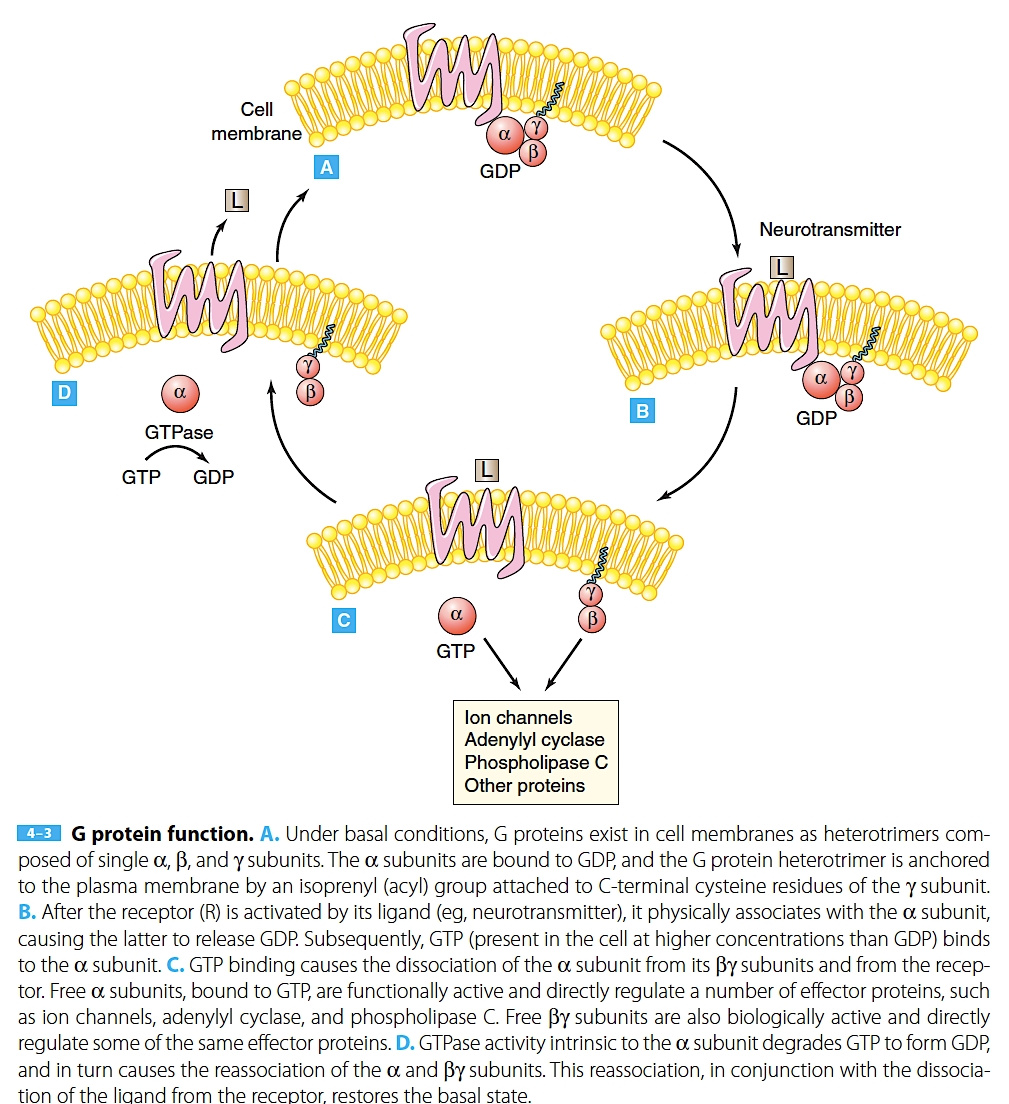 Cell
membrane
α
γ
β
GDP
A
L
Neurotransmitter
L
α
γ
β
GDP
B
D
γ
β
α
GTPase
GTP GDP
L
C
α
γ
β
GTP
Ion channels
Adenylyl cyclase
Phospholipase C
Other proteins
4–3 G protein function. A. Under basal conditions, G proteins exist in cell membranes as heterotrimers com-
posed of single α, β, and γ subunits. The α subunits are bound to GDP, and the G protein heterotrimer is anchored
to the plasma membrane by an isoprenyl (acyl) group attached to C-terminal cysteine residues of the γ subunit.
B. After the receptor (R) is activated by its ligand (eg, neurotransmitter), it physically associates with the α subunit,
causing the latter to release GDP. Subsequently, GTP (present in the cell at higher concentrations than GDP) binds
to the α subunit. C. GTP binding causes the dissociation of the α subunit from its βγ subunits and from the recep-
tor. Free α subunits, bound to GTP, are functionally active and directly regulate a number of effector proteins, such
as ion channels, adenylyl cyclase, and phospholipase C. Free βγ subunits are also biologically active and directly
regulate some of the same effector proteins. D. GTPase activity intrinsic to the α subunit degrades GTP to form GDP,
and in turn causes the reassociation of the α and βγ subunits. This reassociation, in conjunction with the dissocia-
tion of the ligand from the receptor, restores the basal state.